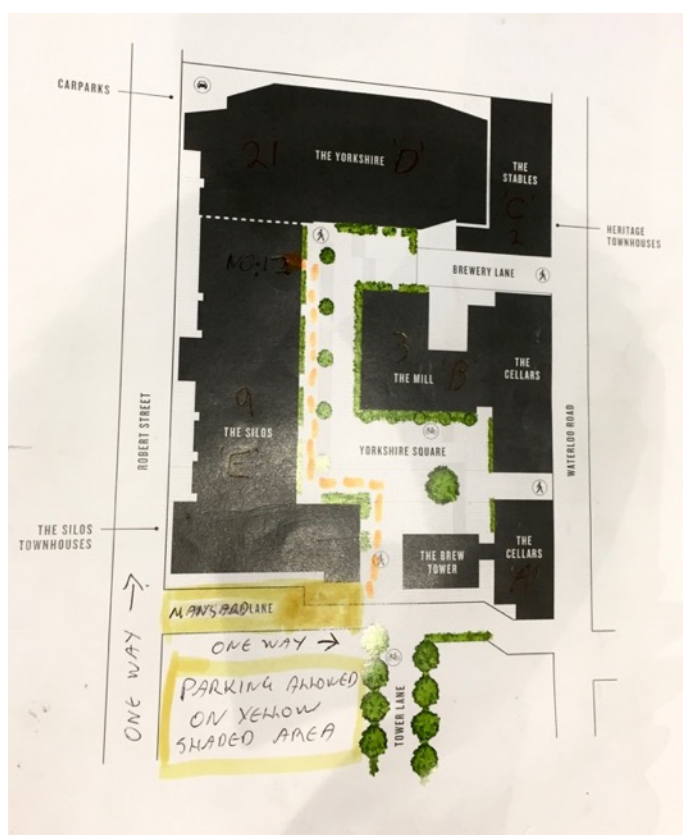 CARPARKS
21
THE YORKSHIRE
'D'
THE
STABLES
'C'
2
HERITAGE
TOWNHOUSES
BREWERY LANE
3
THE MILL
B
THE
CELLARS
9
THE SILOS
'E'
YORKSHIRE SQUARE
ROBERT STREET
WATERLOO ROAD
THE SILOS
TOWNHOUSES
THE BREW
TOWER
THE
CELLARS
'A'
MANSARD LANE
ONE WAY →
ONE WAY →
PARKING ALLOWED
ON YELLOW
SHADED AREA
TOWER LANE